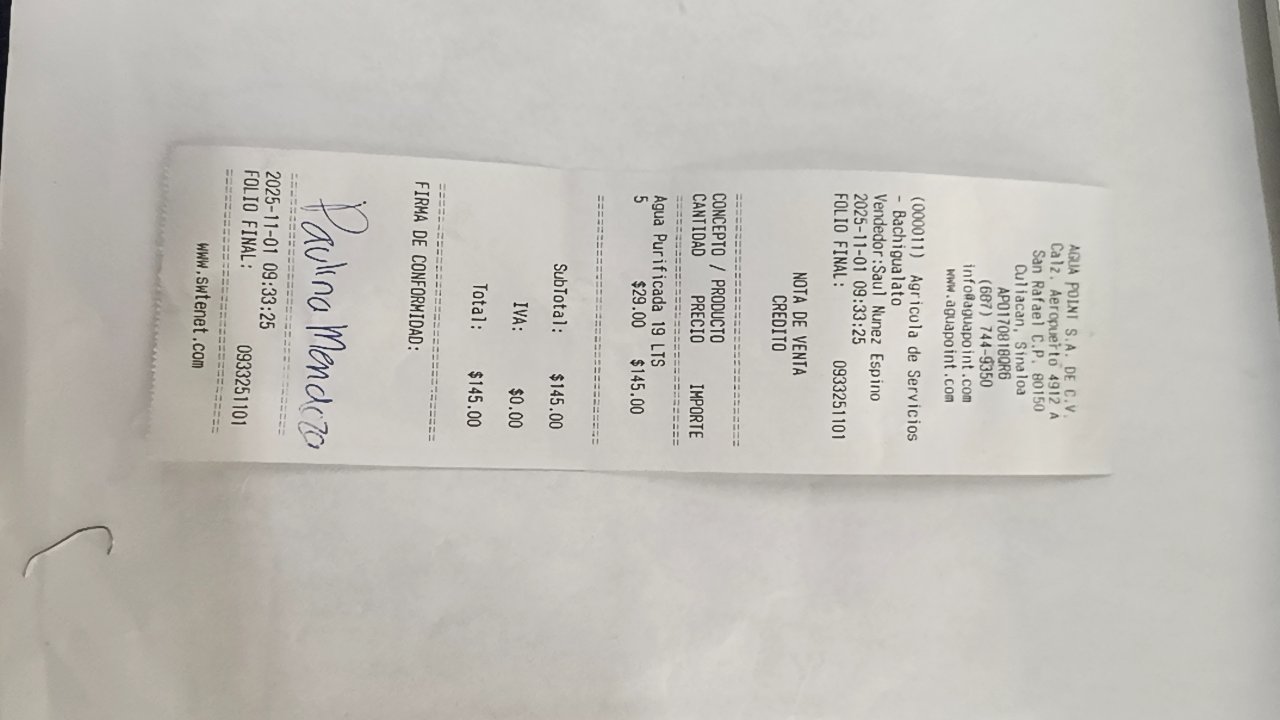 AGUA POINT S.A. DE C.V.
Calz. Aeropuerto 4912 A
San Rafael C.P. 80150
Culiacan, Sinaloa
APO170818QR6
(667) 744-9350
info@aguapoint.com
www.aguapoint.com
(000011) Agricola de Servicios
- Bachigualato
Vendedor:Saul Nunez Espino
2025-11-01 09:33:25
FOLIO FINAL: 0933251101
NOTA DE VENTA
CREDITO
CONCEPTO / PRODUCTO
CANTIDAD PRECIO IMPORTE
Agua Purificada 19 LTS
5 $29.00 $145.00
SubTotal: $145.00
IVA: $0.00
Total: $145.00
FIRMA DE CONFORMIDAD:
Paulina Mendoza
2025-11-01 09:33:25
FOLIO FINAL: 0933251101
www.swtenet.com